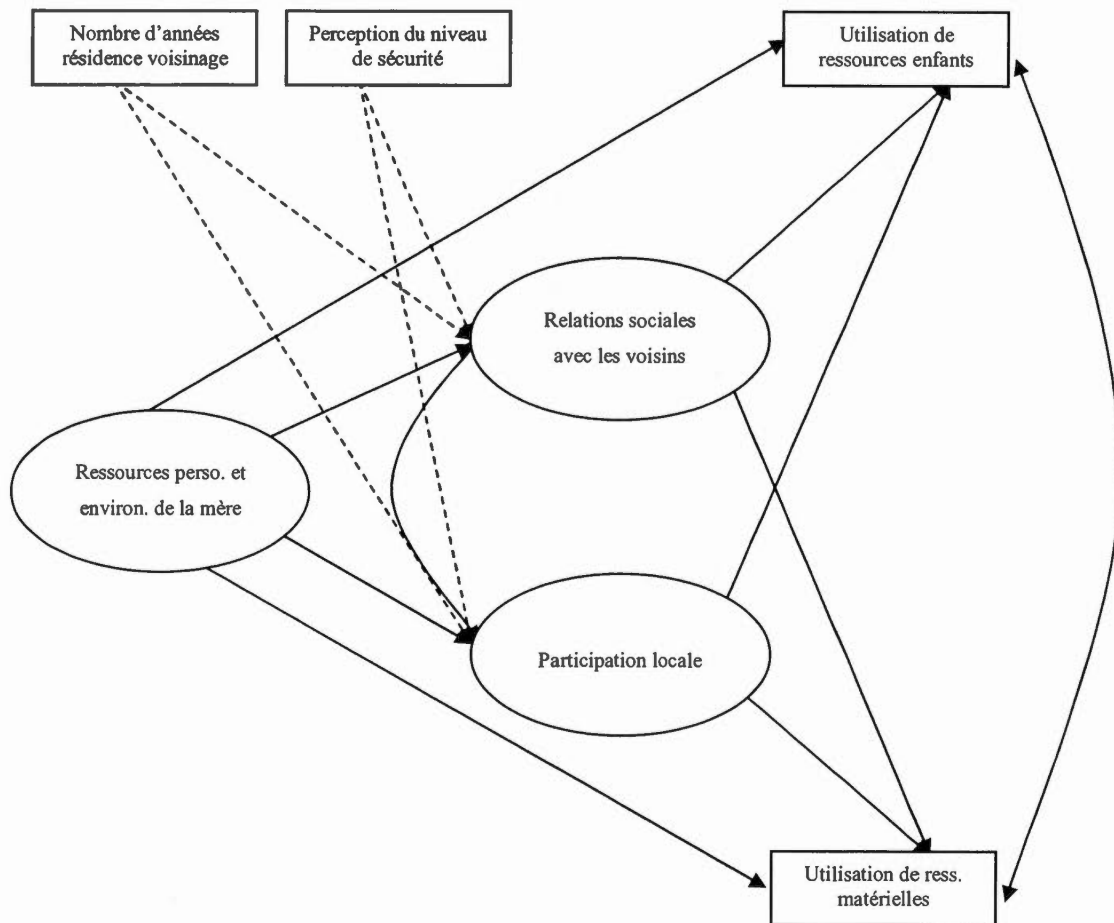 Nombre d'années
résidence voisinage
Perception du niveau
de sécurité
Utilisation de
ressources enfants
Relations sociales
avec les voisins
Ressources perso. et
environ. de la mère
Participation locale
Utilisation de ress.
matérielles